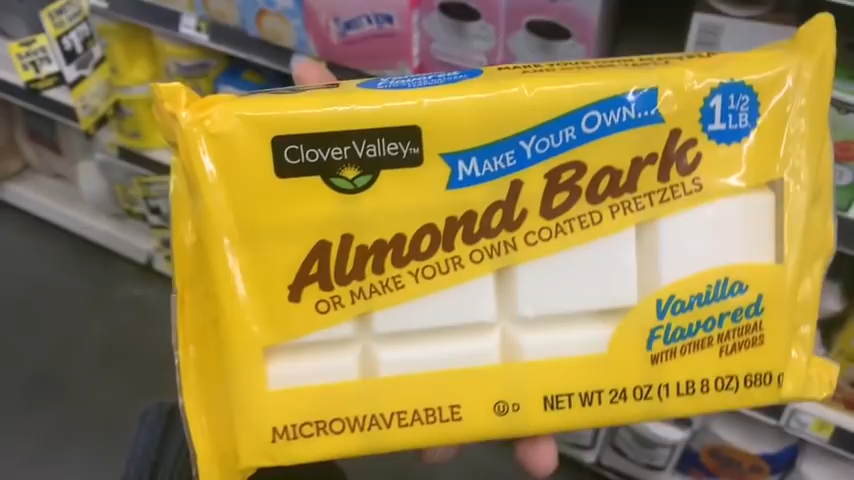 Clover Valley™
MAKE YOUR OWN...
1 1/2
LB.
Almond Bark
OR MAKE YOUR OWN COATED PRETZELS
Vanilla
Flavored
WITH OTHER NATURAL
FLAVORS
MICROWAVEABLE
U D
NET WT 24 OZ (1 LB 8 OZ) 680